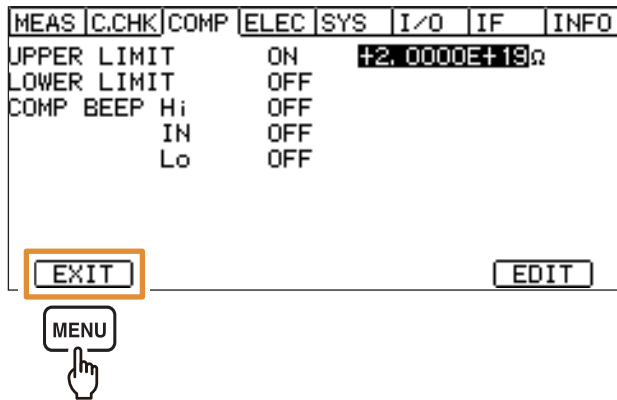 MEAS C.CHK COMP ELEC SYS I/O IF INFO
UPPER LIMIT ON +2.0000E+19Ω
LOWER LIMIT OFF
COMP BEEP Hi OFF
IN OFF
Lo OFF
EXIT EDIT
MENU